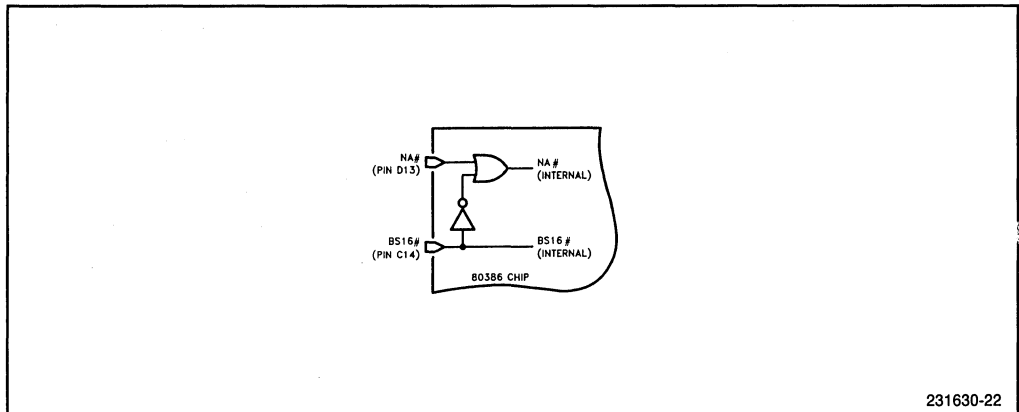 NA#
(PIN D13)
NA#
(INTERNAL)
BS16#
(PIN C14)
BS16#
(INTERNAL)
80386 CHIP
231630-22